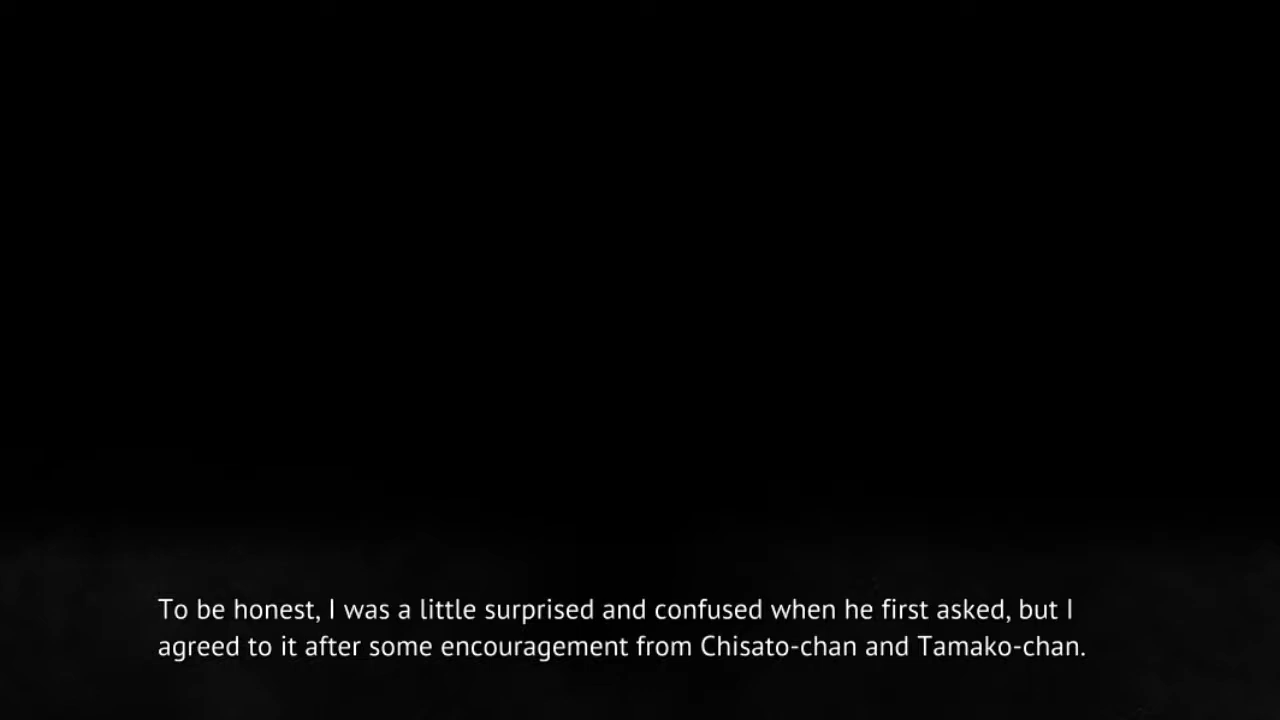 To be honest, I was a little surprised and confused when he first asked, but I
agreed to it after some encouragement from Chisato-chan and Tamako-chan.